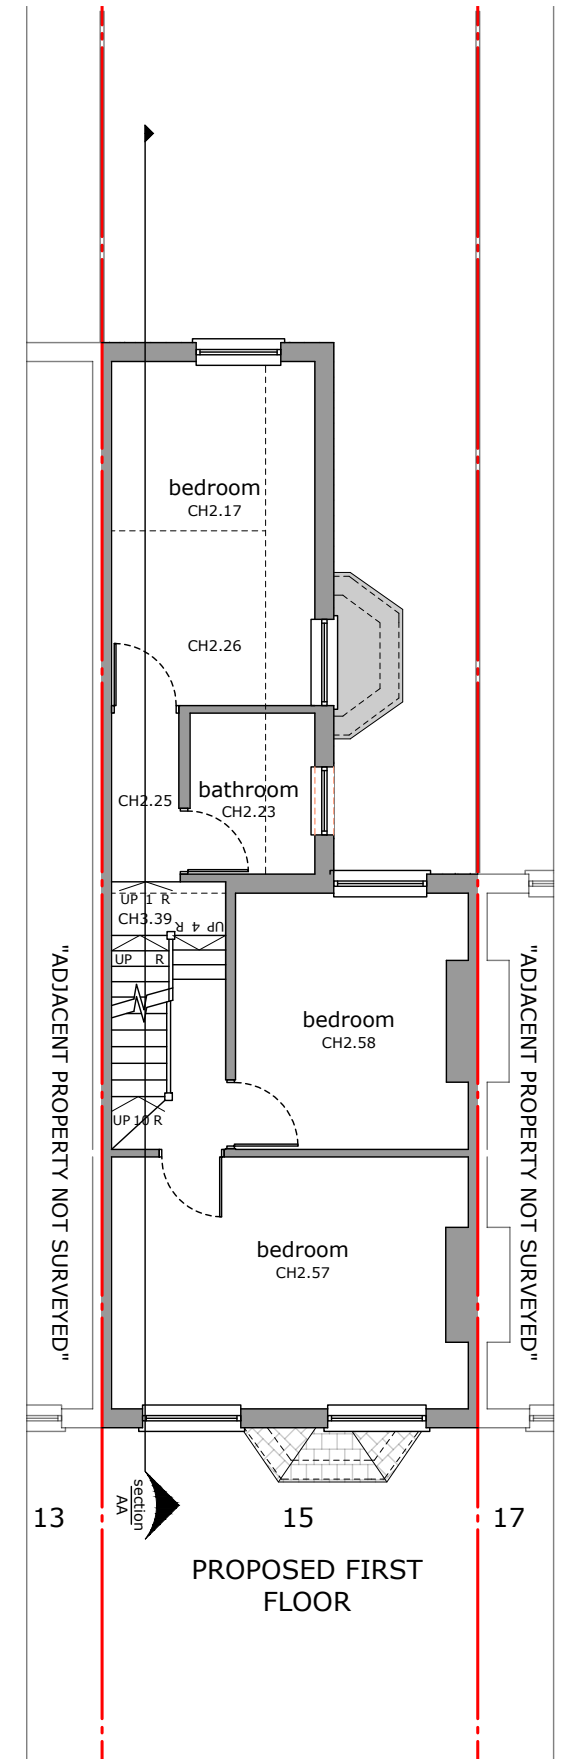 bedroom
CH2.17
CH2.26
bathroom
CH2.23
CH2.25
UP 1 R
CH3.39
UP 4 R
UP R
"ADJACENT PROPERTY NOT SURVEYED"
"ADJACENT PROPERTY NOT SURVEYED"
bedroom
CH2.58
UP 10 R
bedroom
CH2.57
section
AA
13
15
17
PROPOSED FIRST
FLOOR